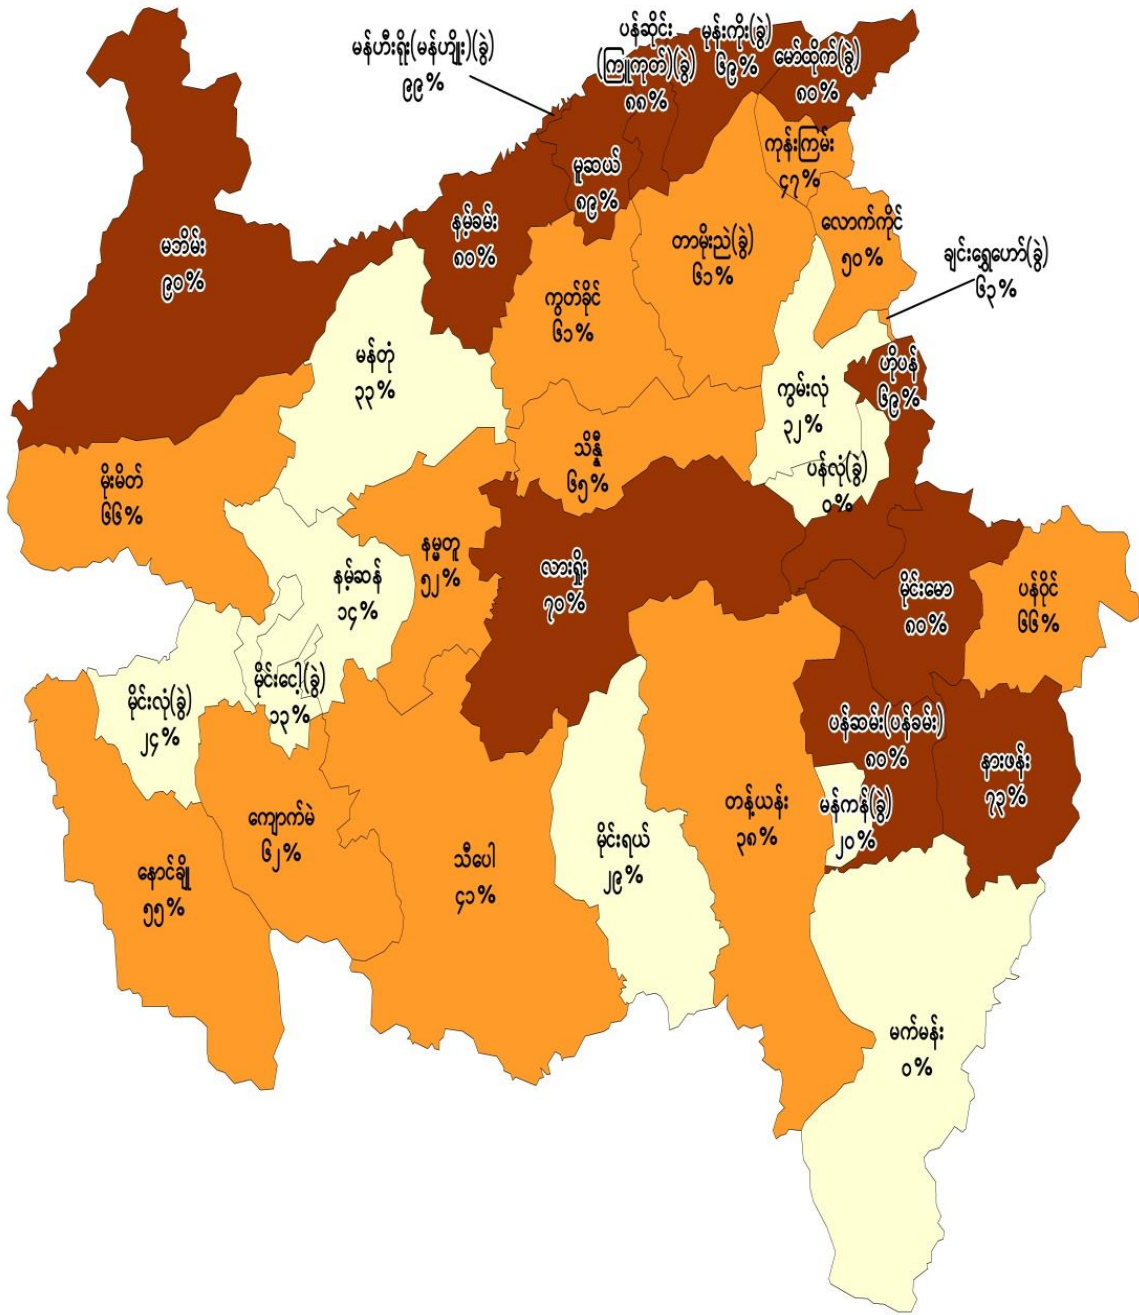 မန်ဟီးရိုး(မန်ဟျိုး)(ခွဲ)
၉၉%
ပန်ဆိုင်း
(ကြူကုတ်)(ခွဲ)
၈၈%
မုန်းကိုး(ခွဲ)
၆၉%
မော်ထိုက်(ခွဲ)
၈၀%
ကုန်းကြမ်း
၄၇%
မူဆယ်
၈၉%
နမ့်ခမ်း
၈၀%
မဘိမ်း
၉၀%
တာမိုးညဲ(ခွဲ)
၆၁%
လောက်ကိုင်
၅၀%
ချင်းရွှေဟော်(ခွဲ)
၆၃%
ကွတ်ခိုင်
၆၁%
မန်တုံ
၃၃%
ဟိုပန်
၆၉%
ကွမ်းလုံ
၃၂%
သိန္နီ
၆၅%
ပန်လုံ(ခွဲ)
၀%
မိုးမိတ်
၆၆%
နမ္မတူ
၅၂%
လားရှိုး
၇၀%
နမ့်ဆန်
၁၄%
မိုင်းမော
၈၀%
ပန်ဝိုင်
၆၆%
မိုင်းငေါ့(ခွဲ)
၁၃%
မိုင်းလုံ(ခွဲ)
၂၄%
ပန်ဆမ်း(ပန်ခမ်း)
၈၀%
နားဖန်း
၇၃%
မန်ကန်(ခွဲ)
၂၀%
တန့်ယန်း
၃၈%
ကျောက်မဲ
၆၂%
မိုင်းရယ်
၂၉%
သီပေါ
၄၁%
နောင်ချို
၅၅%
မက်မန်း
၀%